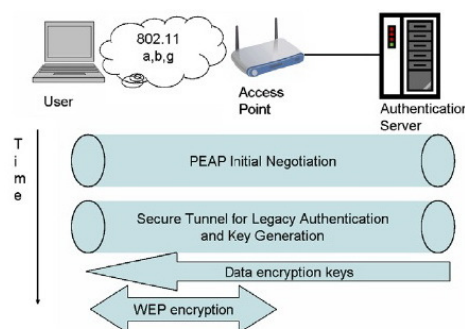 802.11
a,b,g
User
Access
Point
Authentication
Server
Time
PEAP Initial Negotiation
Secure Tunnel for Legacy Authentication
and Key Generation
Data encryption keys
WEP encryption